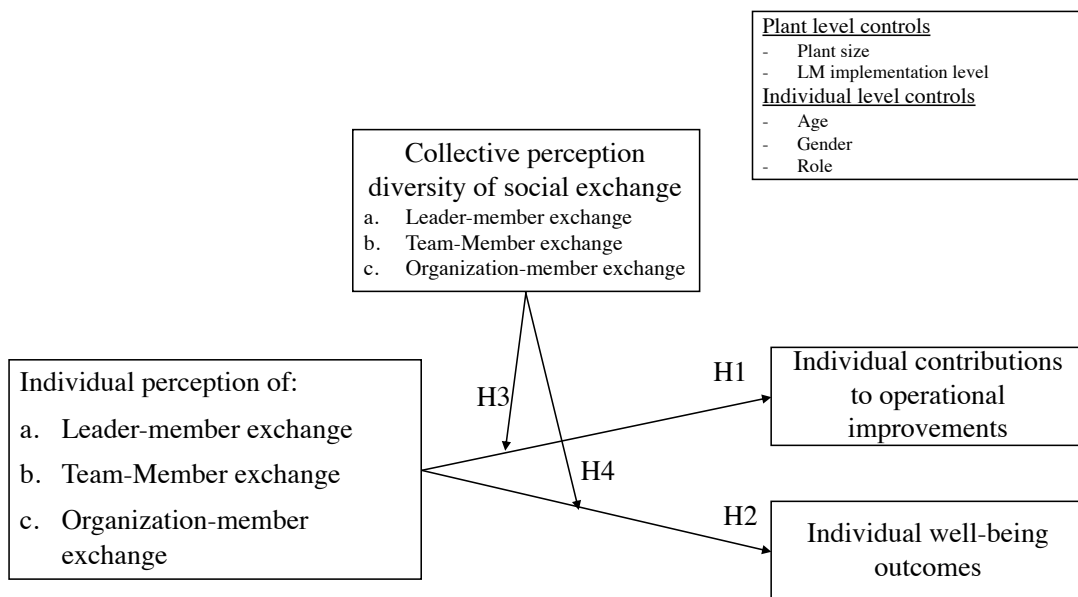 Plant level controls
- Plant size
- LM implementation level
Individual level controls
- Age
- Gender
- Role
Collective perception
diversity of social exchange
a. Leader-member exchange
b. Team-Member exchange
c. Organization-member exchange
Individual perception of:
a. Leader-member exchange
b. Team-Member exchange
c. Organization-member
exchange
H3
H1
H4
H2
Individual contributions
to operational
improvements
Individual well-being
outcomes